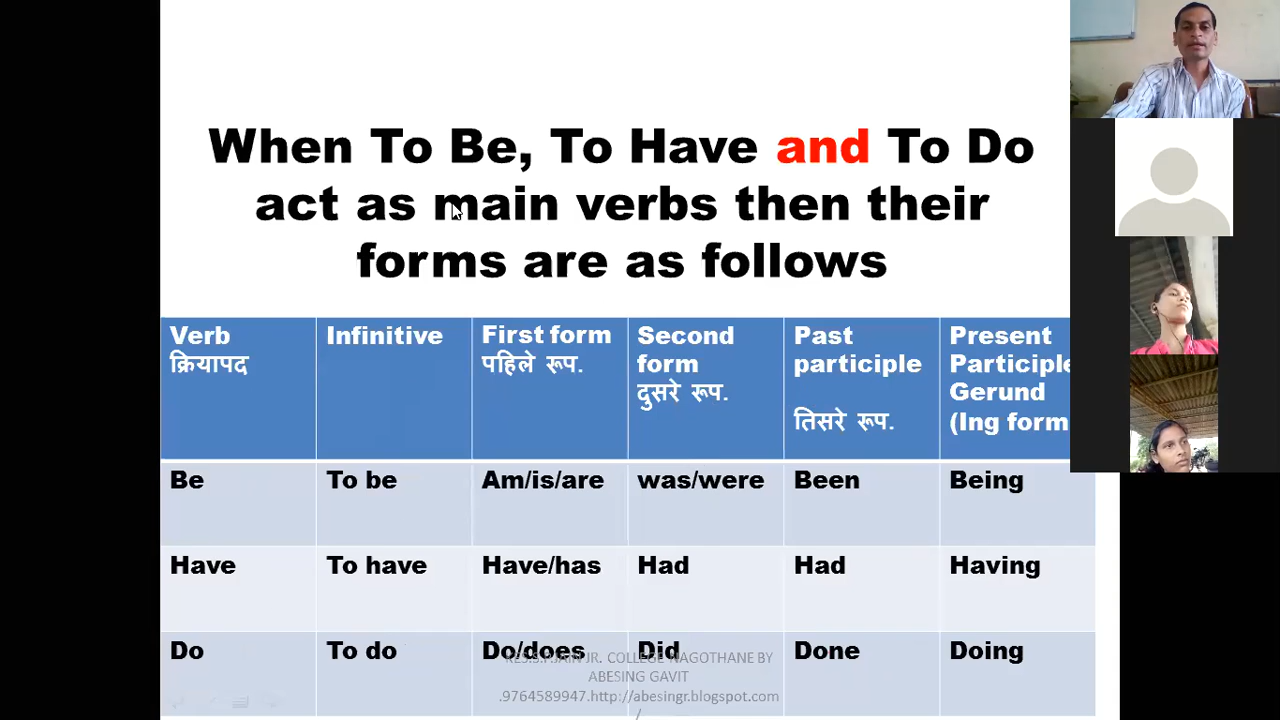 When To Be, To Have and To Do
act as main verbs then their
forms are as follows
Verb
क्रियापद
Infinitive
First form
पहिले रूप.
Second
form
दुसरे रूप.
Past
participle
तिसरे रूप.
Present
Participle
Gerund
(Ing form
Be
To be
Am/is/are
was/were
Been
Being
Have
To have
Have/has
Had
Had
Having
Do
To do
Do/does
Did
Done
Doing
JR. COLLEGE NAGOTHANE BY
ABESING GAVIT
.9764589947.http://abesingr.blogspot.com
/